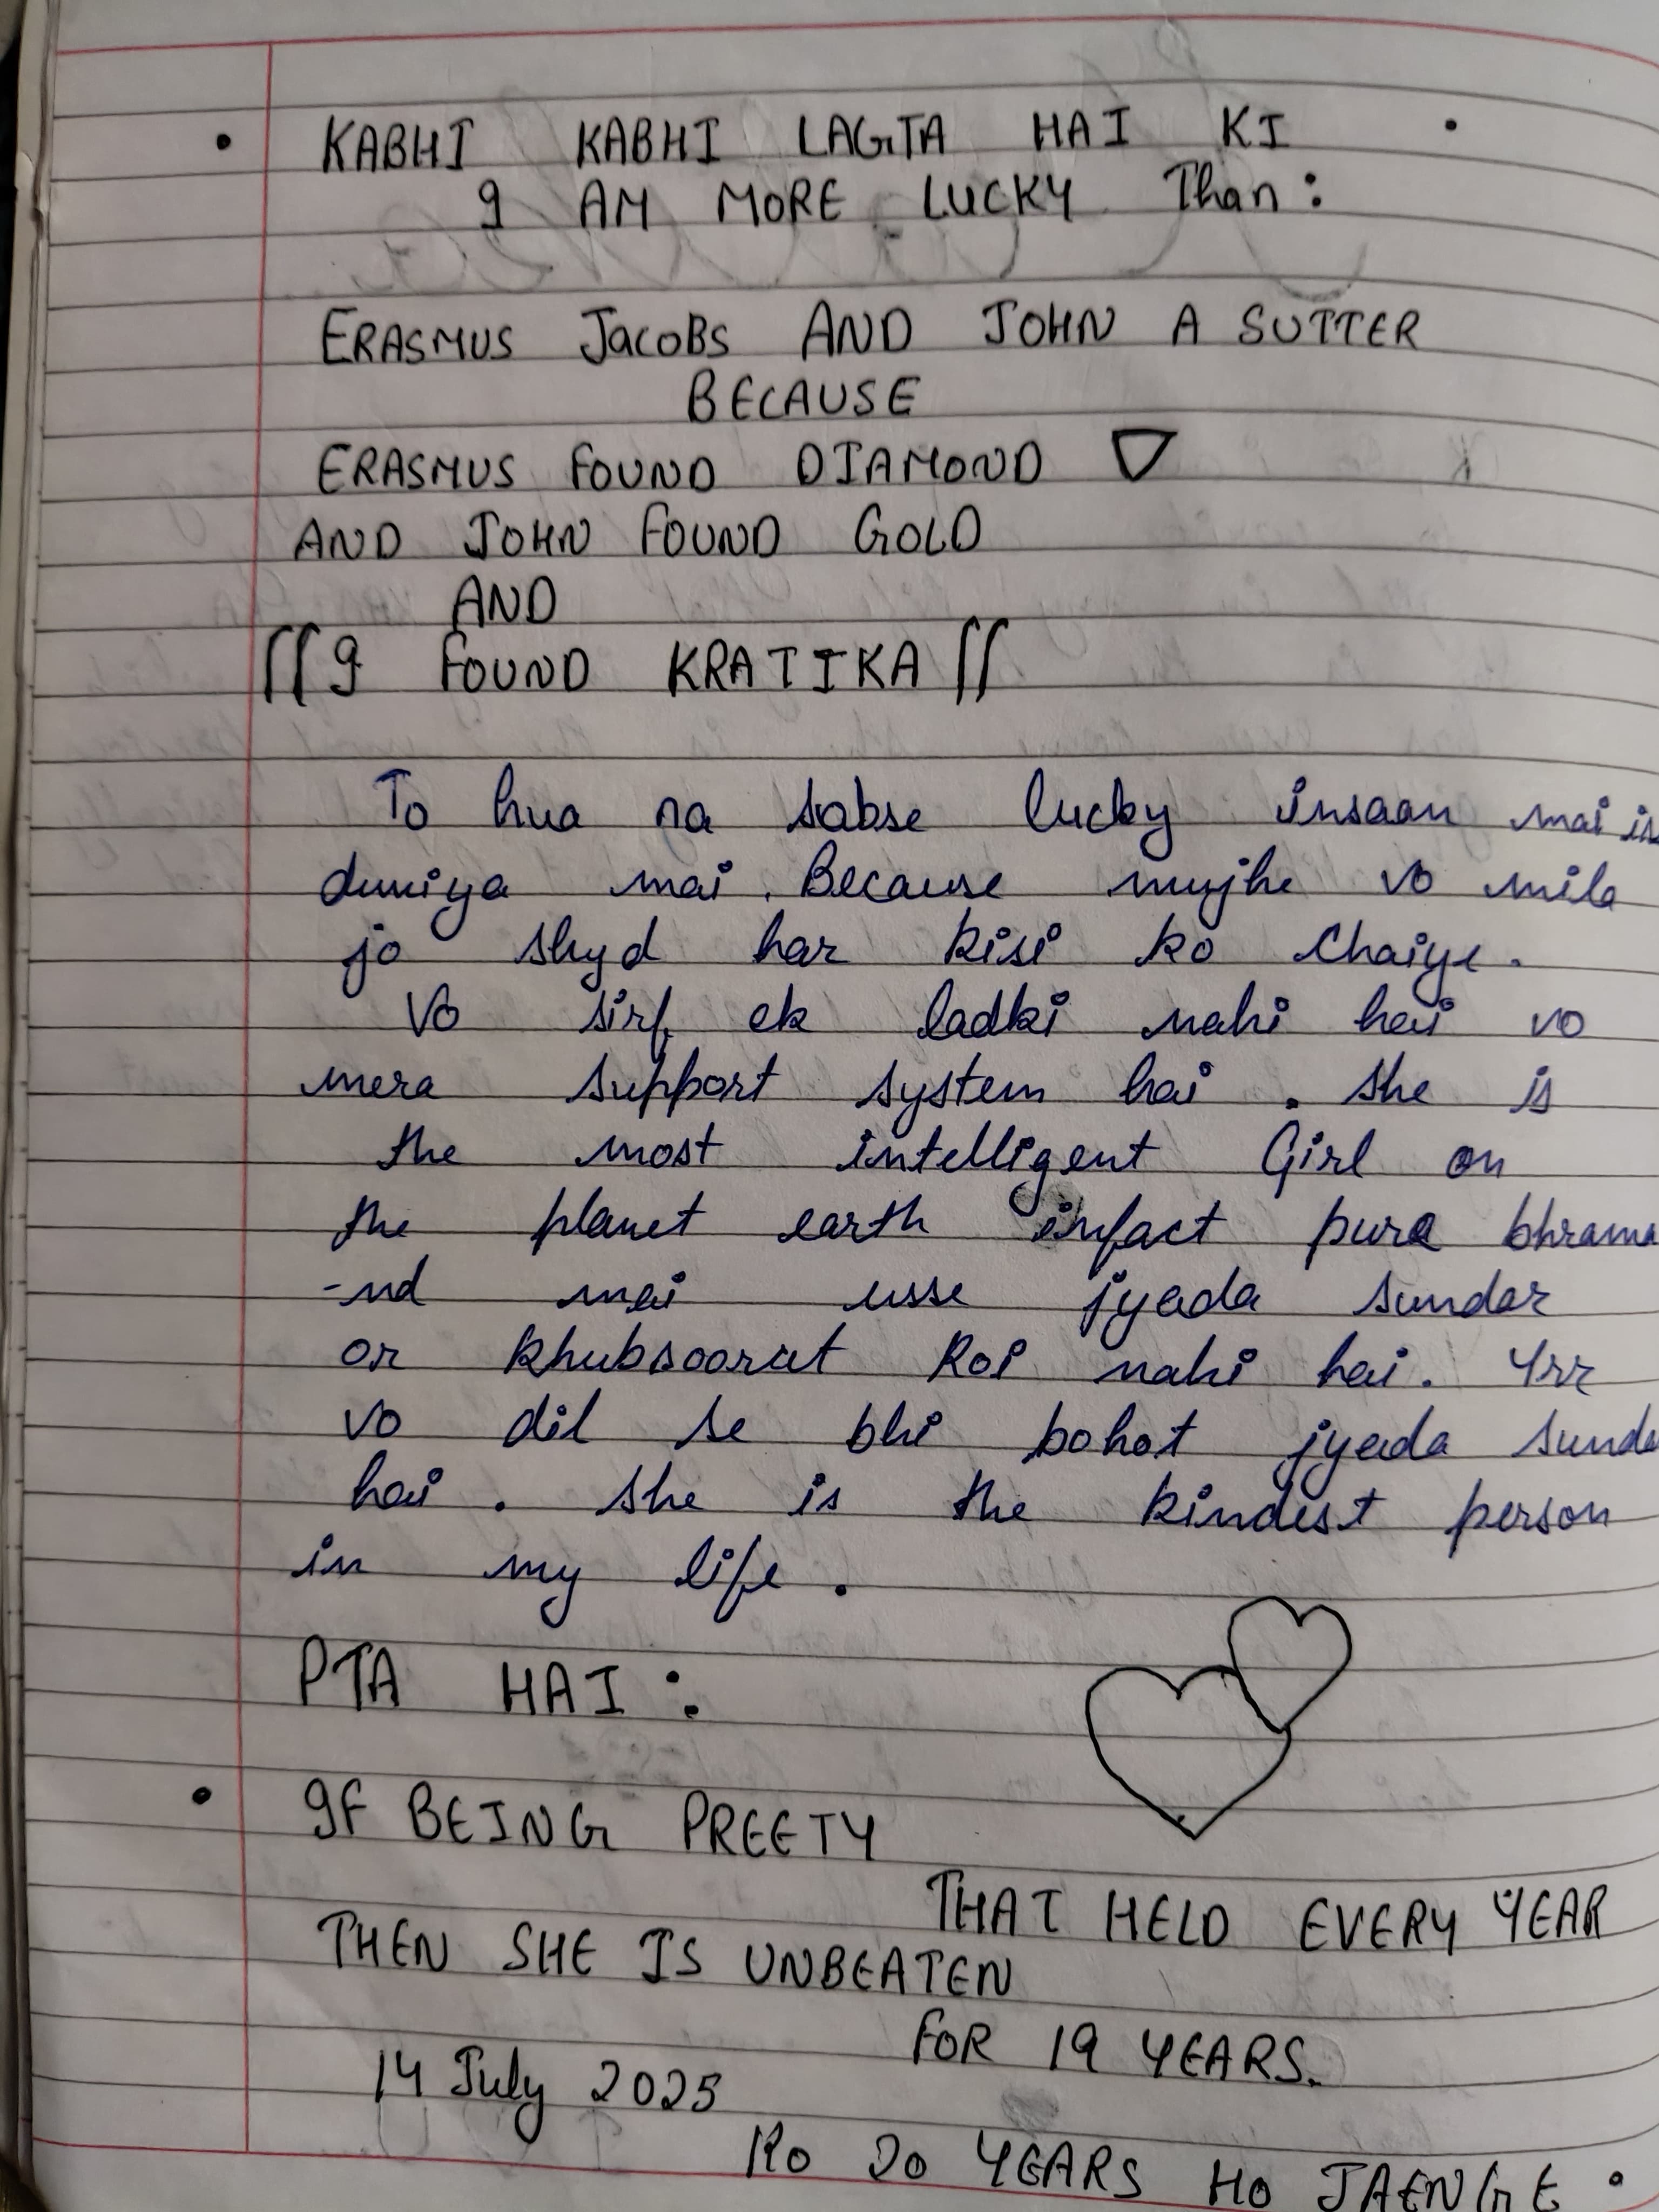 KABHI KABHI LAGTA HAI KI
I AM MORE LUCKY Than:
ERASMUS JacoBS AND JOHN A SUTTER
BECAUSE
ERASMUS FOUND DIAMOND
AND JOHN FOUND GOLD
AND
I FOUND KRATIKA
To hua na sabse lucky insaan mai is
duniya mai. Because mujhe vo mila
jo shyd har kisi ko Chaiye.
Vo sirf ek ladki nahi hai vo
mera support system hai. she is
the most intelligent Girl on
the planet earth infact pura bhrama
-nd mai usse jyada sundar
or khubsoorat koi nahi hai. Yrr
vo dil se bhi bohot jyada sunda
hai. she is the kindest person
in my life.
PTA HAI:
IF BEING PREETY
THAT HELD EVERY YEAR
THEN SHE IS UNBEATEN
FOR 19 YEARS.
14 July 2025
KO 20 YEARS HO JAENGE.